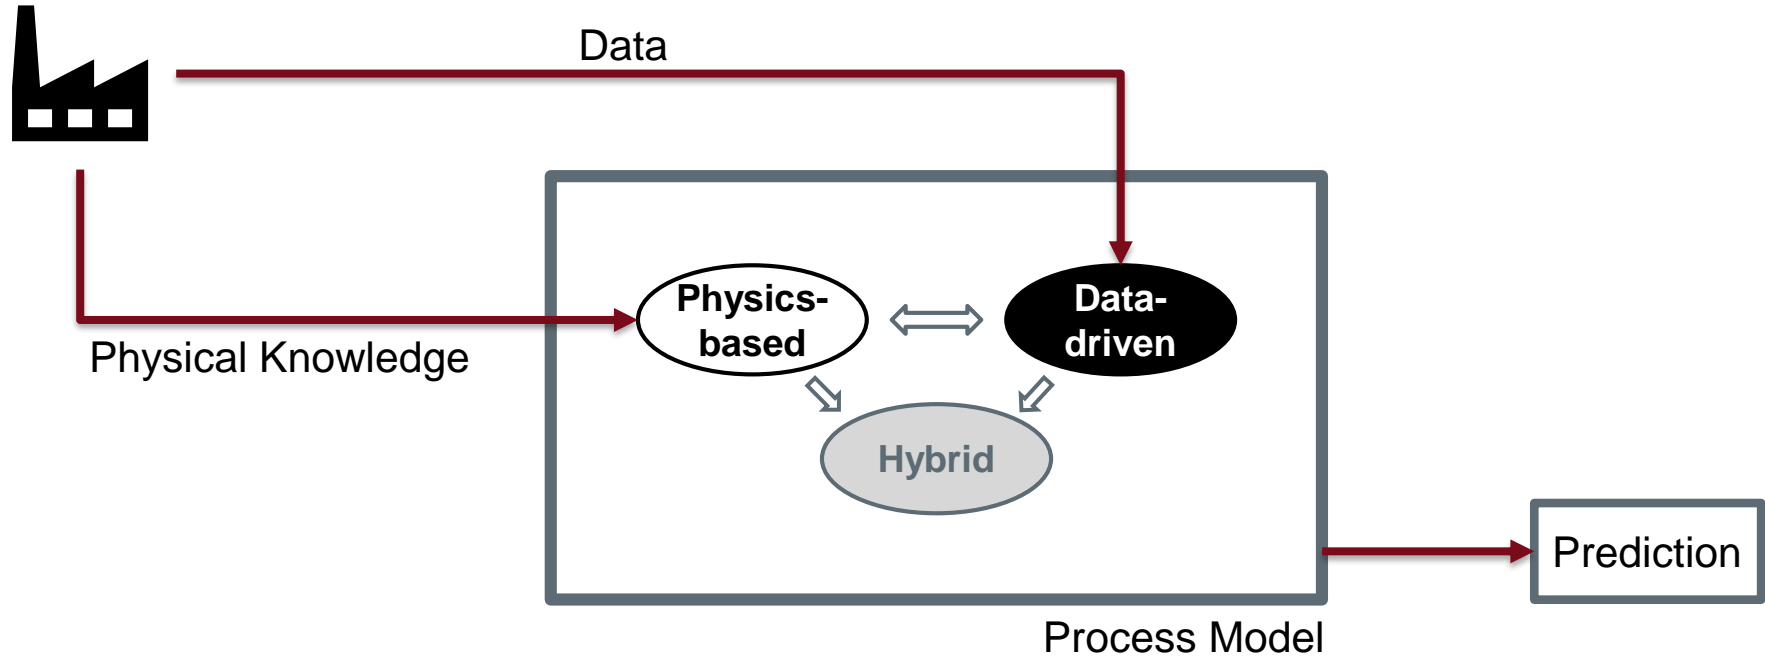 Data
Physics-
based
Data-
driven
Physical Knowledge
Hybrid
Prediction
Process Model